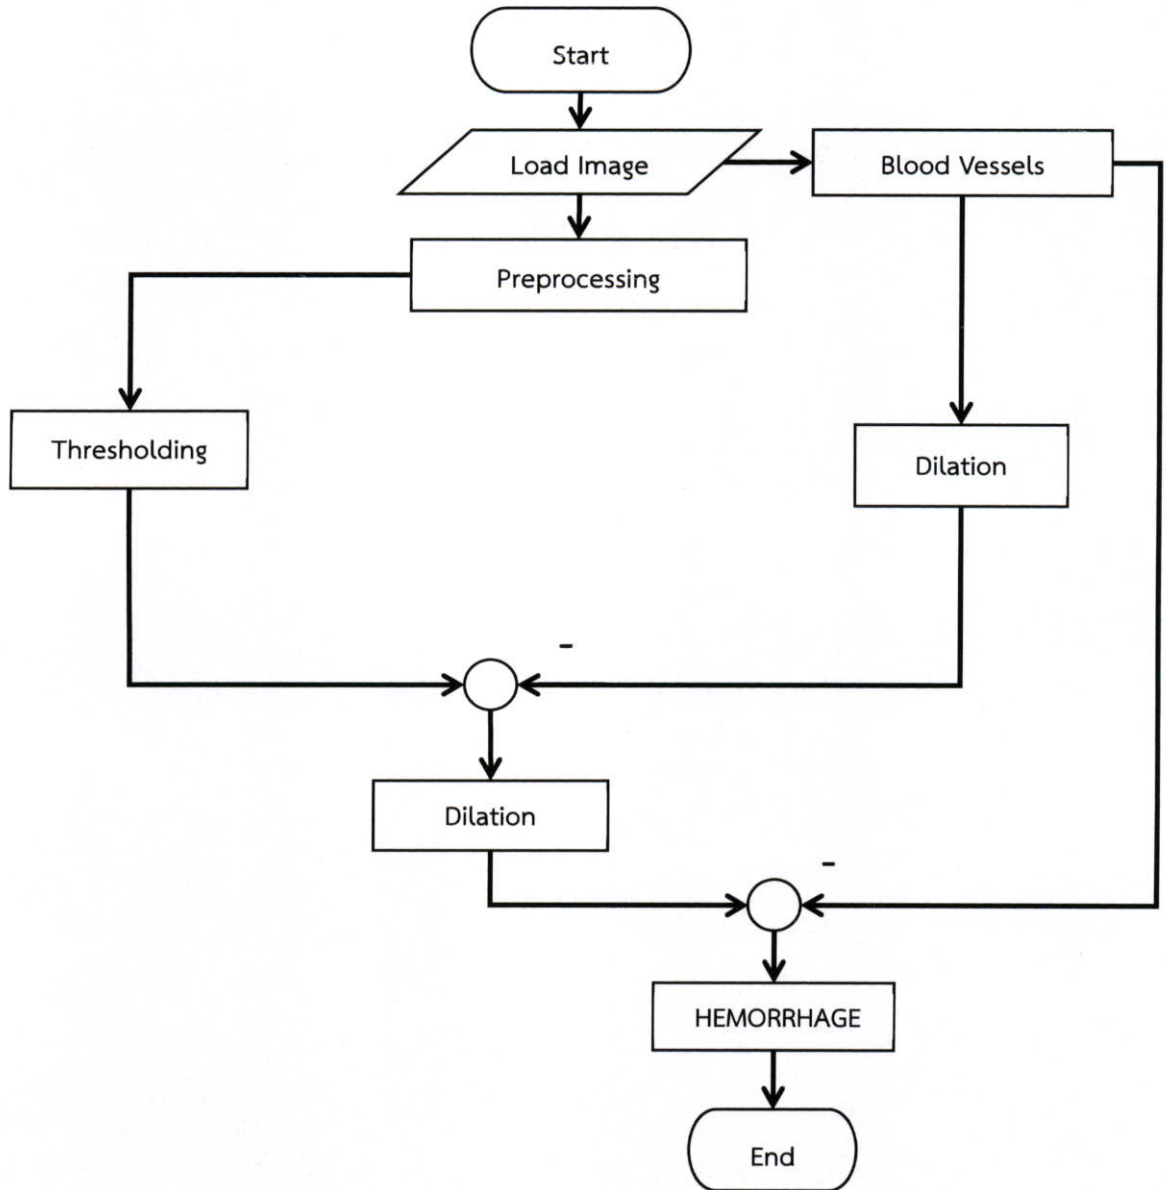 Start
Load Image
Blood Vessels
Preprocessing
Thresholding
Dilation
-
Dilation
-
HEMORRHAGE
End